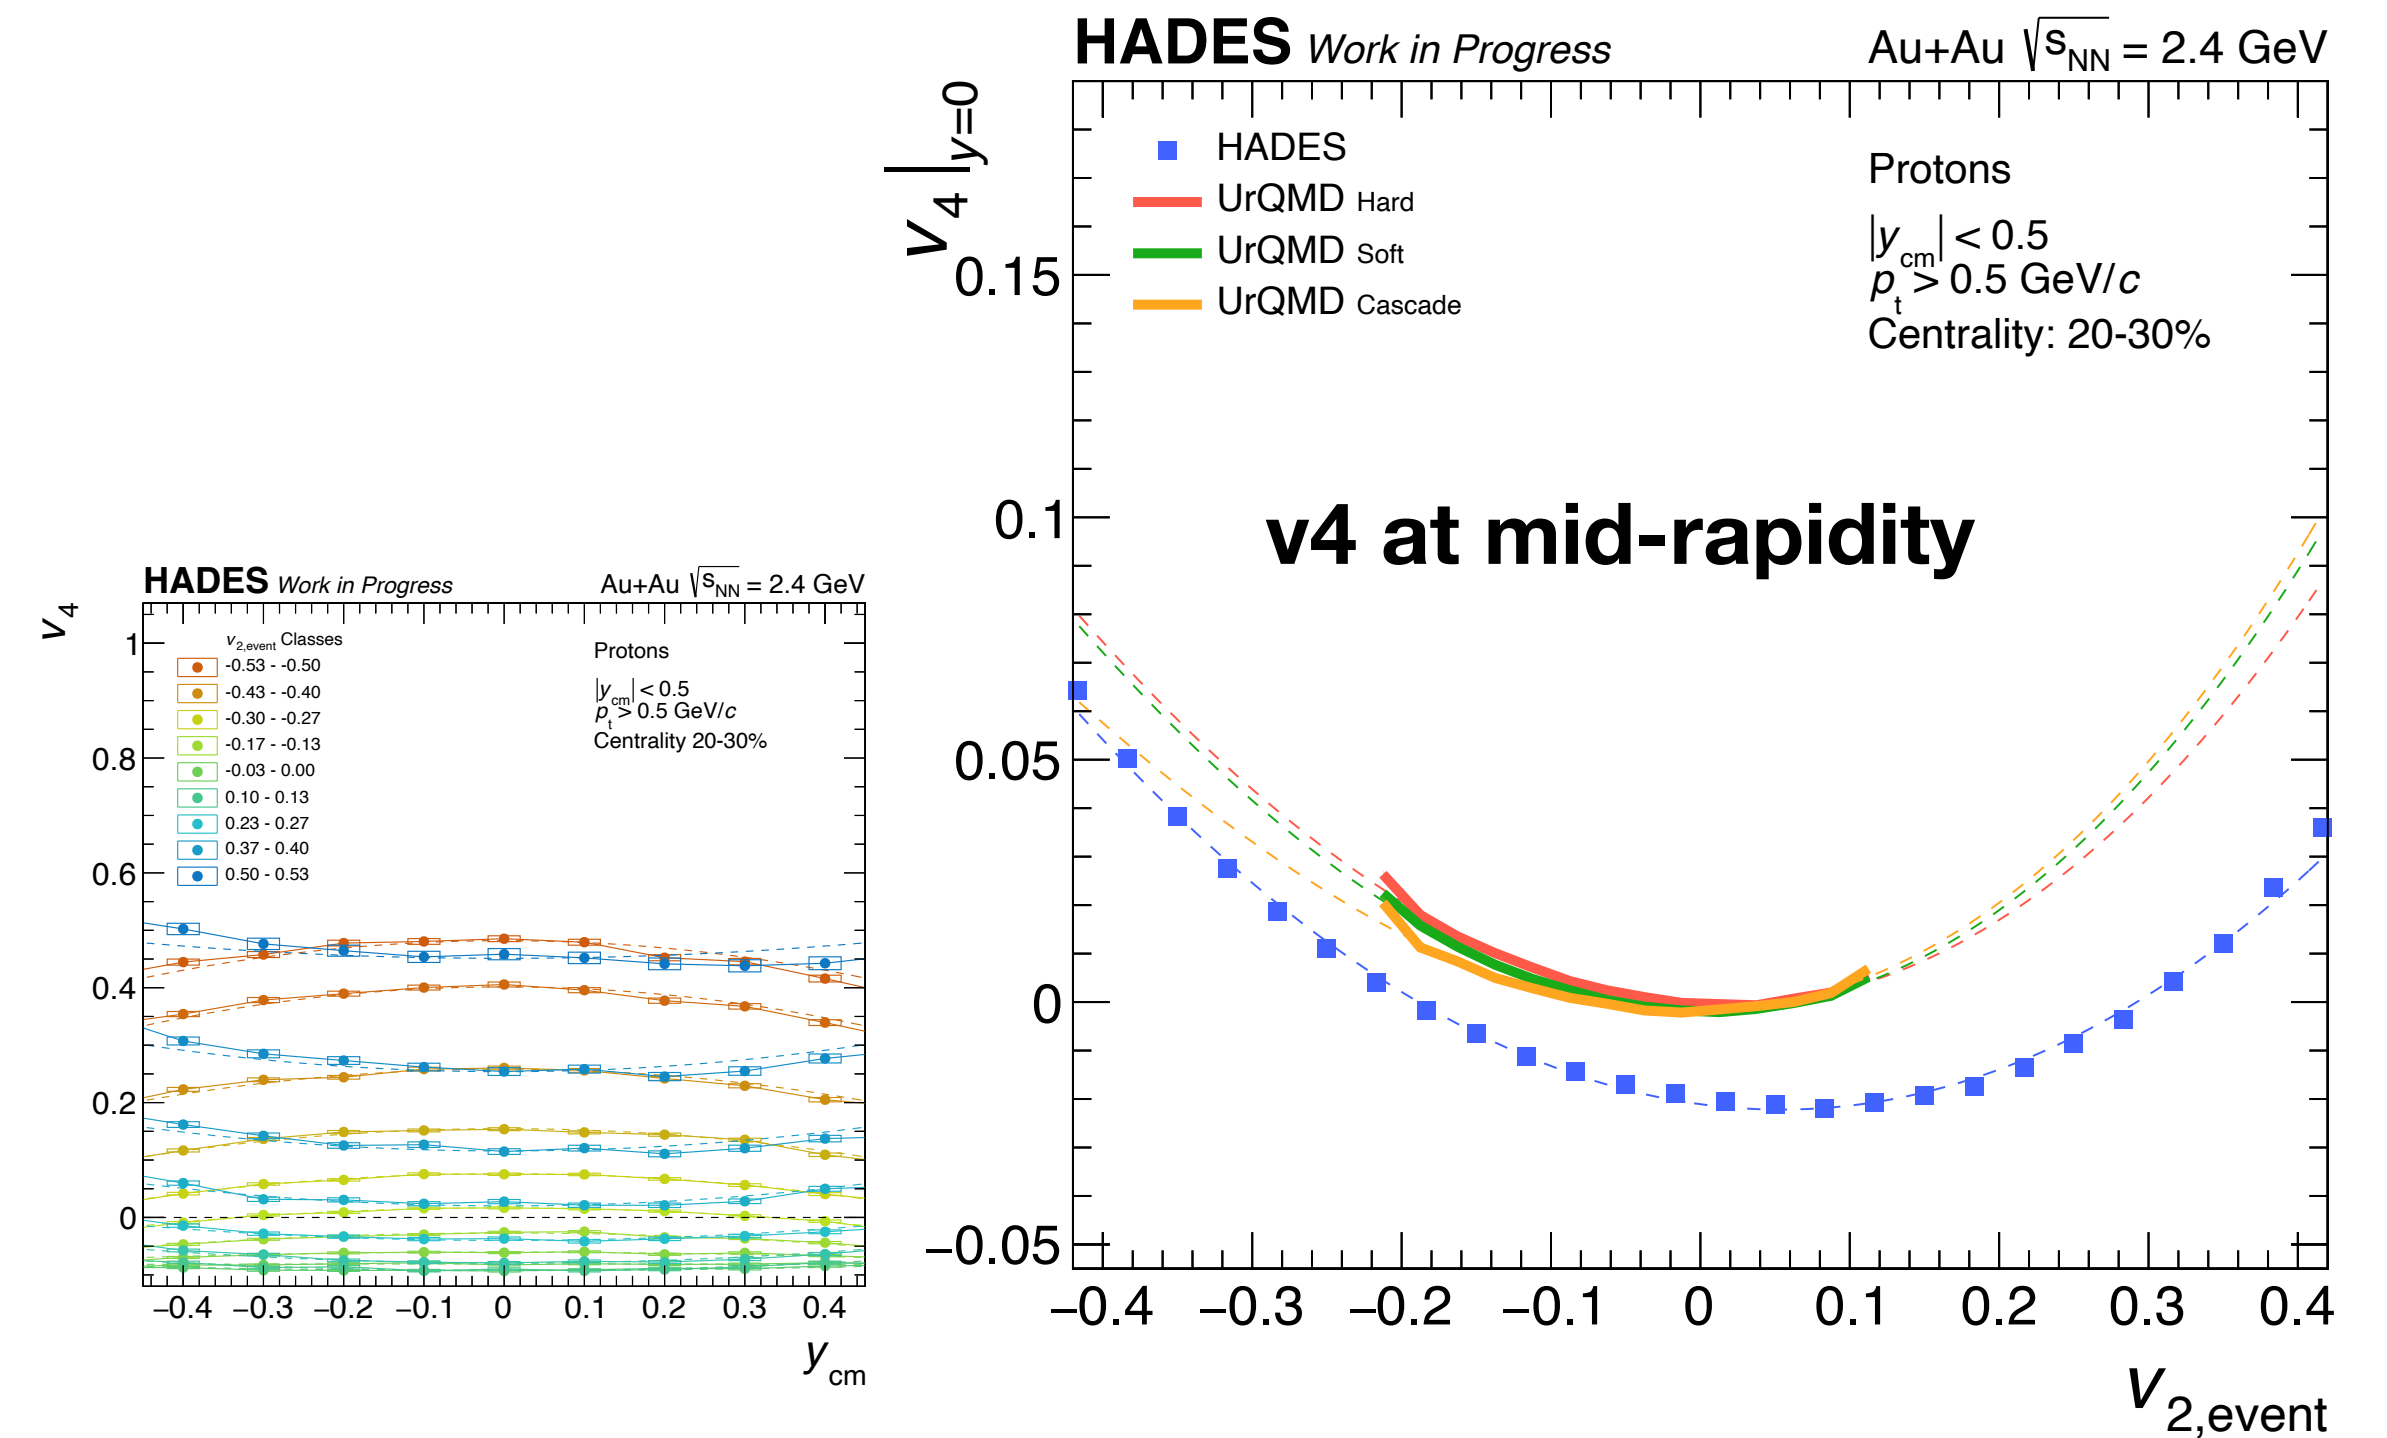 HADES Work in Progress Au+Au √sNN = 2.4 GeV
v4|y=0
HADES
UrQMD Hard
UrQMD Soft
UrQMD Cascade
Protons
|ycm| < 0.5
pt > 0.5 GeV/c
Centrality: 20-30%
0.15
0.1
0.05
0
−0.05
v4 at mid-rapidity
−0.4 −0.3 −0.2 −0.1 0 0.1 0.2 0.3 0.4
v2,event
HADES Work in Progress Au+Au √sNN = 2.4 GeV
v4
v2,event Classes
-0.53 - -0.50
-0.43 - -0.40
-0.30 - -0.27
-0.17 - -0.13
-0.03 - 0.00
0.10 - 0.13
0.23 - 0.27
0.37 - 0.40
0.50 - 0.53
Protons
|ycm| < 0.5
pt > 0.5 GeV/c
Centrality 20-30%
1
0.8
0.6
0.4
0.2
0
−0.4 −0.3 −0.2 −0.1 0 0.1 0.2 0.3 0.4
ycm